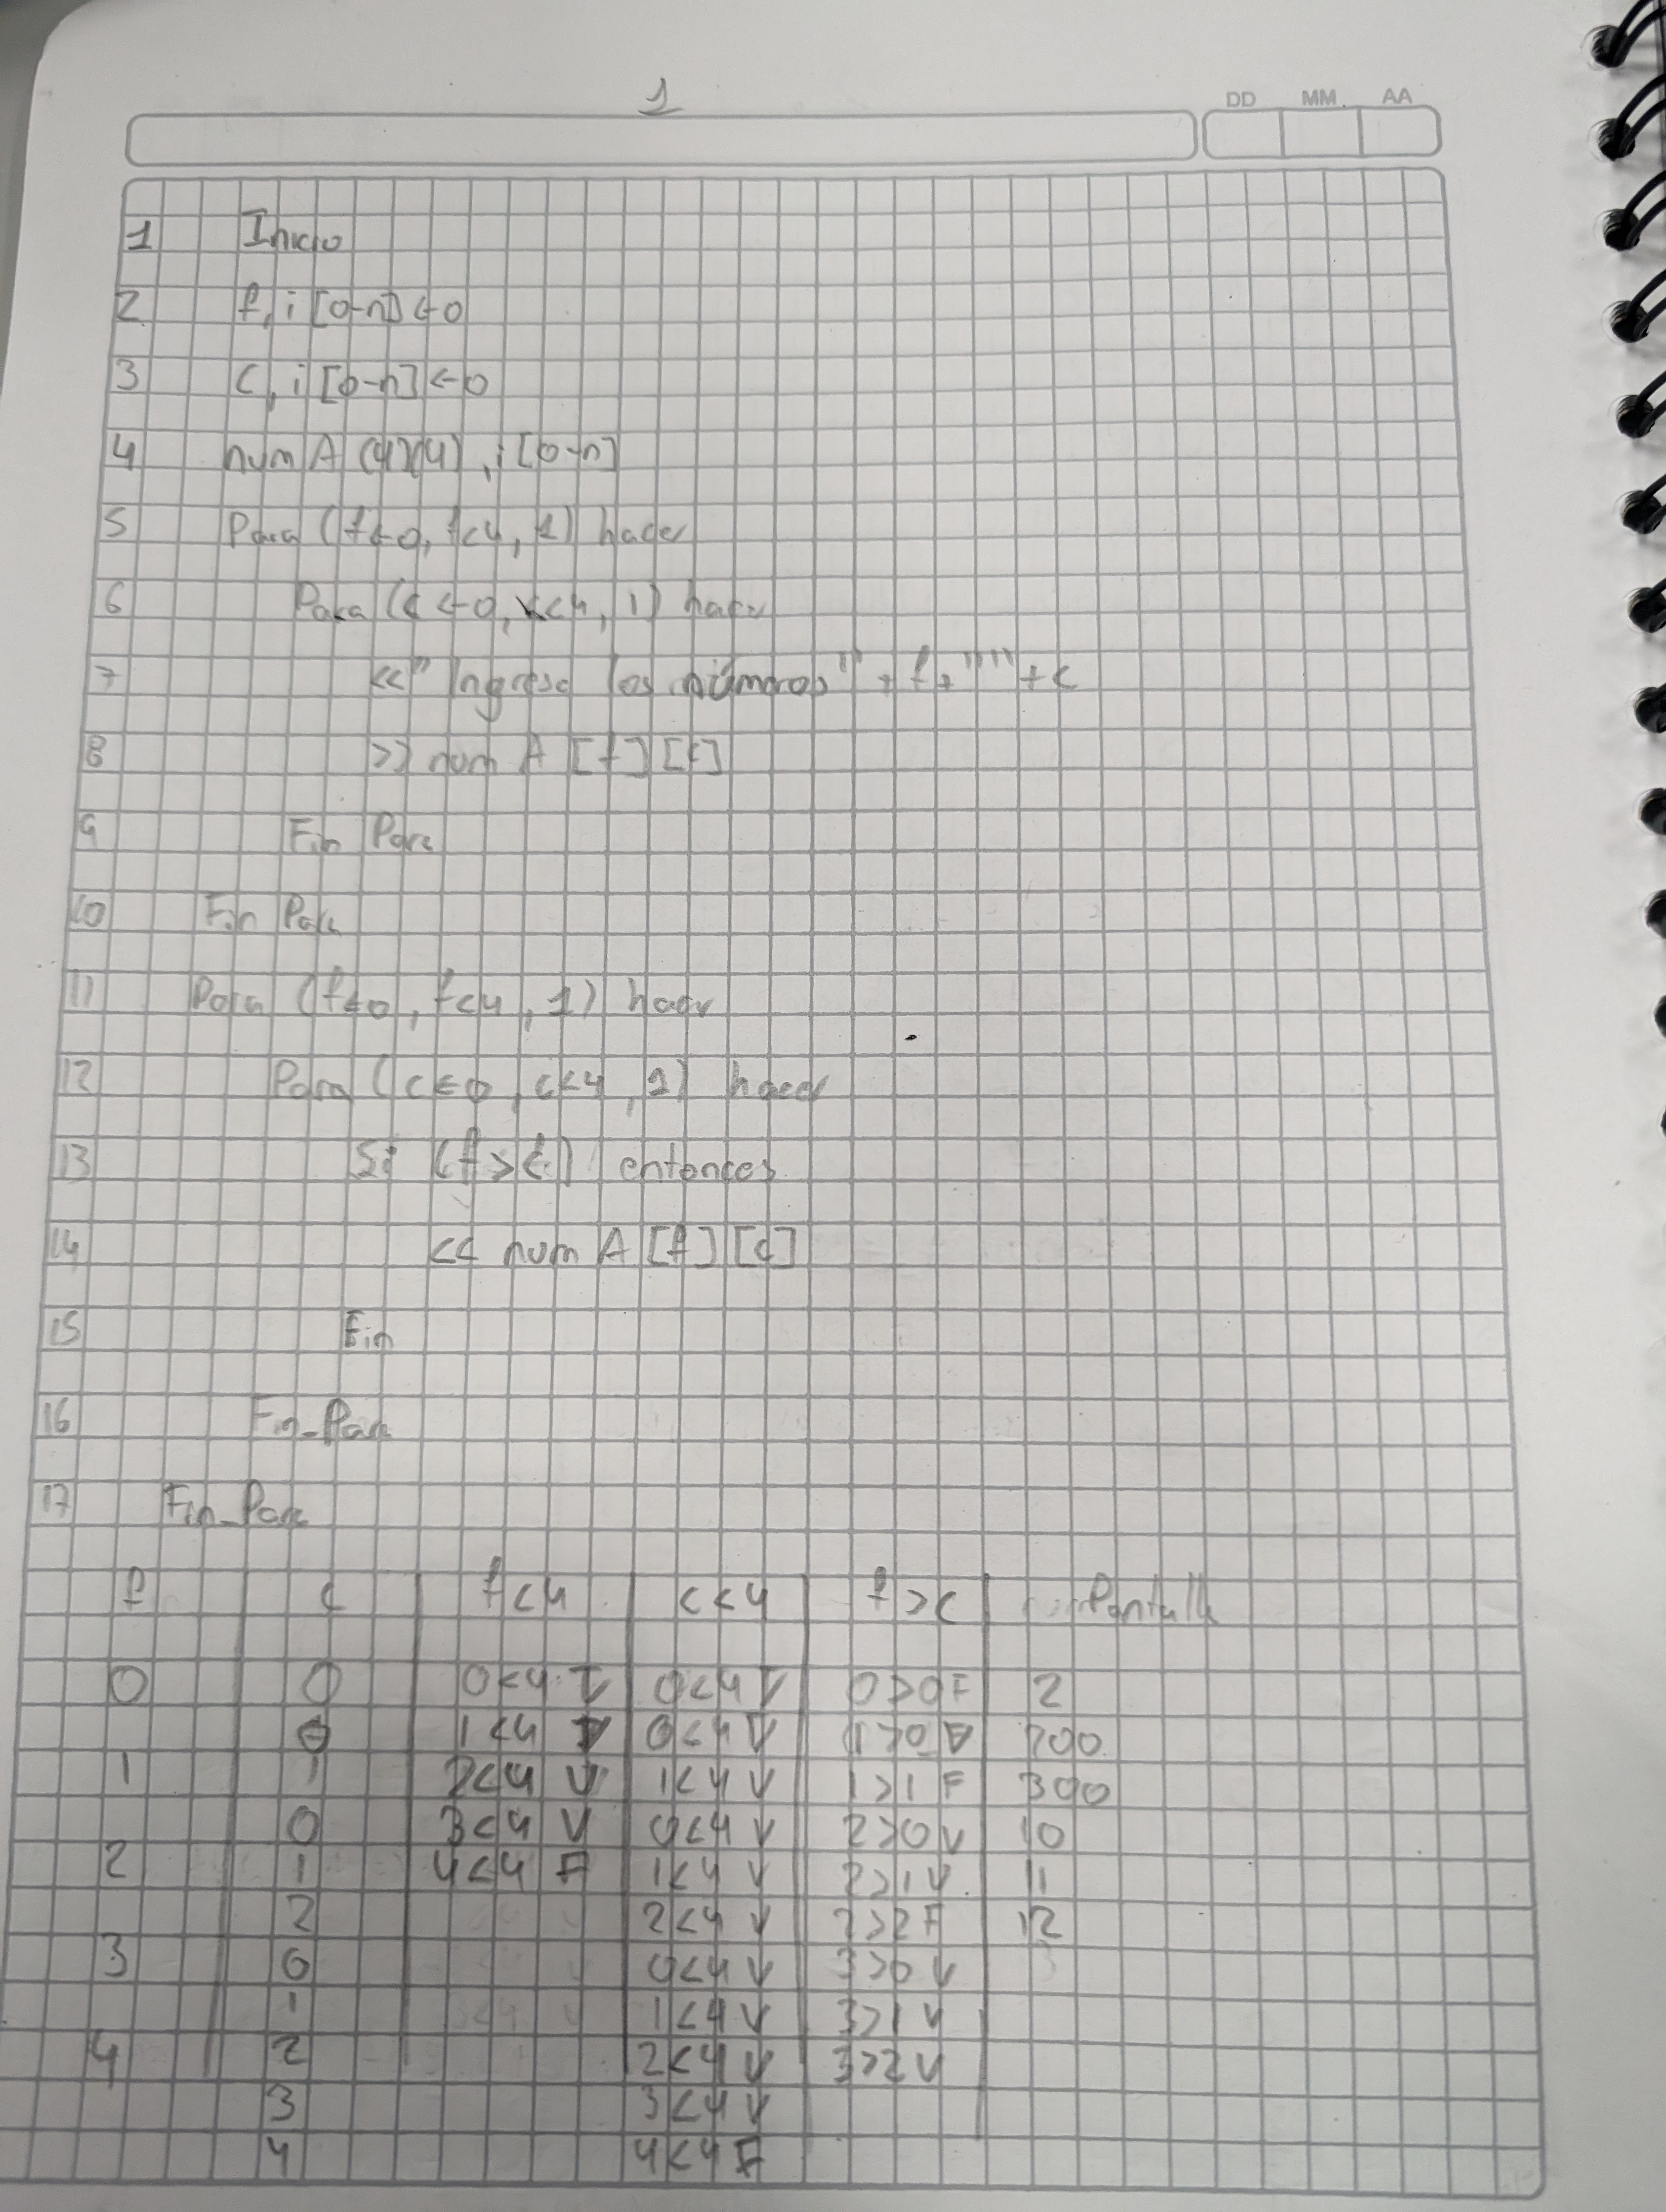 1
DD MM AA
1 Inicio
2 f, i [0-n] <-0
3 c, i [0-n] <-0
4 num A (4)(4), i [0-n]
5 Para (f<-0, f<4, 1) hacer
6 Para (c<-0, c<4, 1) hacer
7 <<"Ingresa los números" + f + "" + c
8 >> num A [f] [c]
9 Fin Para
10 Fin Para
11 Para (f<-0, f<4, 1) hacer
12 Para (c<-0, c<4, 1) hacer
13 Si (f>c) entonces
14 << num A [f] [c]
15 Fin
16 Fin_Para
17 Fin_Para
f c f<4 c<4 f>c Pantalla
0 0 0<4 V 0<4 V 0>0 F 2
0 1<4 V 0<4 V 1>0 V 200
1 1 2<4 V 1<4 V 1>1 F 300
0 3<4 V 0<4 V 2>0 V 10
2 1 4<4 F 1<4 V 2>1 V 11
2 2<4 V 2>2 F 12
3 0 0<4 V 3>0 V
1 1<4 V 3>1 V
4 2 2<4 V 3>2 V
3 3<4 V
4 4<4 F